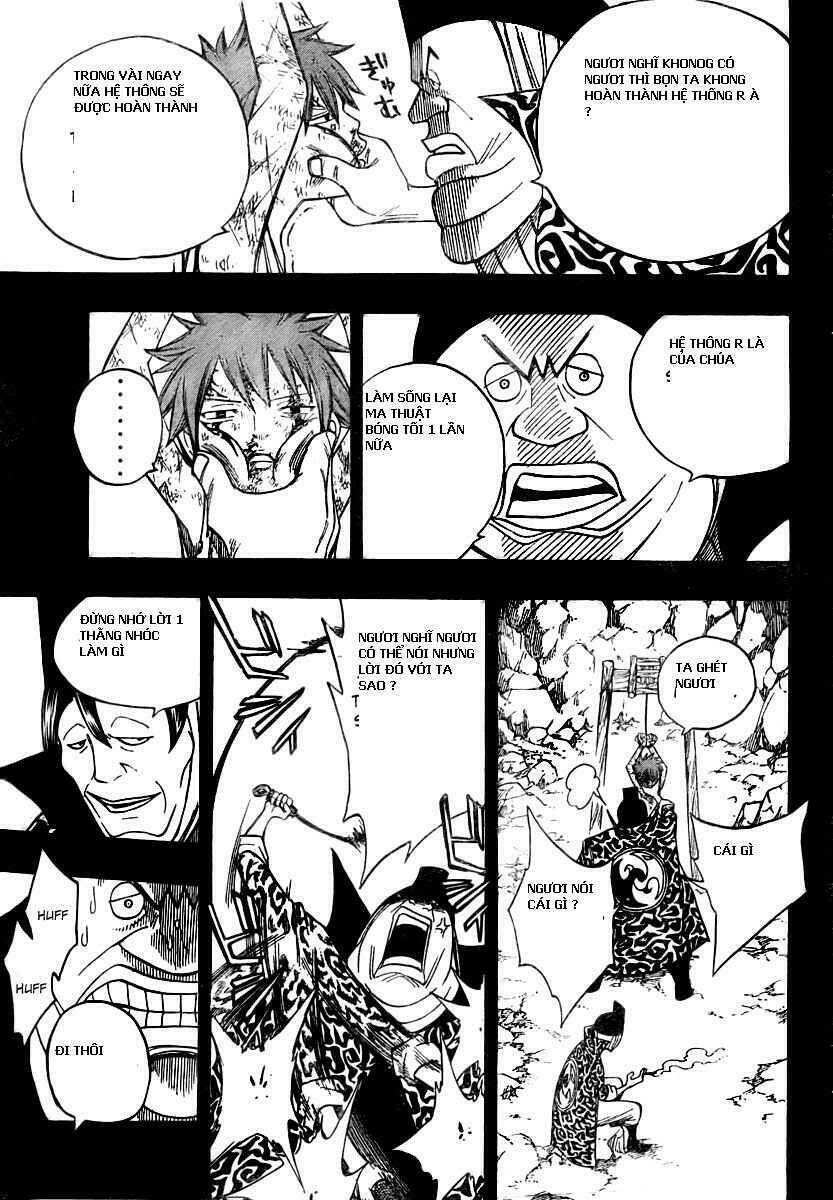 NGƯƠI NGHĨ KHONOG CÓ
NGƯƠI THÌ BỌN TA KHONG
HOÀN THÀNH HỆ THỐNG R À
?
ぎゅむ
TRONG VÀI NGAY
NỮA HỆ THỐNG SẼ
ĐƯỢC HOÀN THÀNH
HỆ THỐNG R LÀ
CỦA CHÚA
LÀM SỐNG LẠI
MA THUẬT
BÓNG TỐI 1 LẦN
NỮA
TA GHÉT
NGƯƠI
CÁI GÌ
NGƯƠI NÓI
CÁI GÌ ?
NGƯƠI NGHĨ NGƯƠI
CÓ THỂ NÓI NHƯNG
LỜI ĐÓ VỚI TA
SAO ?
ĐỪNG NHỚ LỜI 1
THẰNG NHÓC
LÀM GÌ
HUFF
HUFF
ĐI THÔI